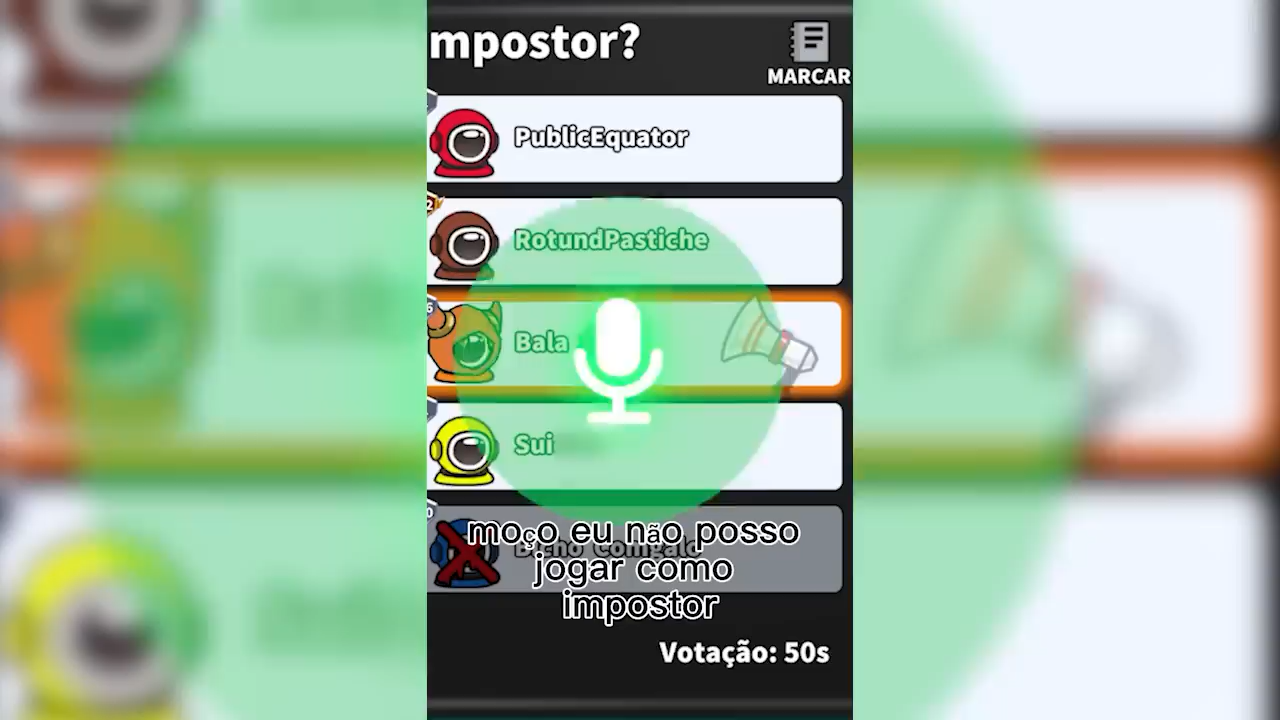 mpostor?
MARCAR
PublicEquator
RotundPastiche
Bala
Sui
moço eu não posso
jogar como
impostor
Votação: 50s